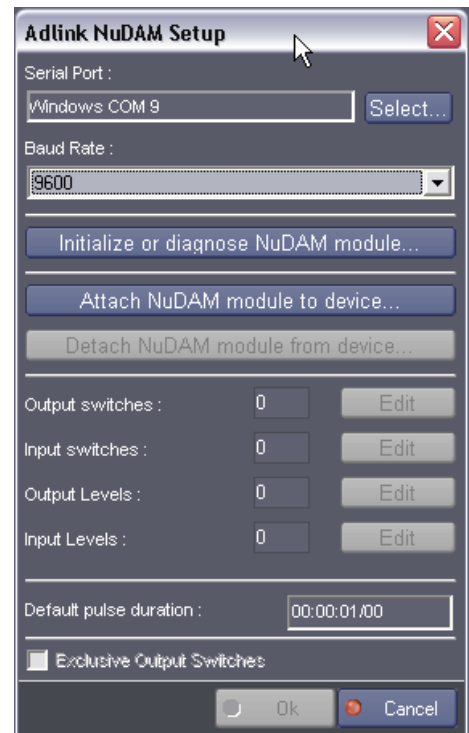 Adlink NuDAM Setup
Serial Port :
Windows COM 9
Select...
Baud Rate :
9600
Initialize or diagnose NuDAM module...
Attach NuDAM module to device...
Detach NuDAM module from device...
Output switches : 0 Edit
Input switches : 0 Edit
Output Levels : 0 Edit
Input Levels : 0 Edit
Default pulse duration : 00:00:01/00
Exclusive Output Switches
Ok Cancel